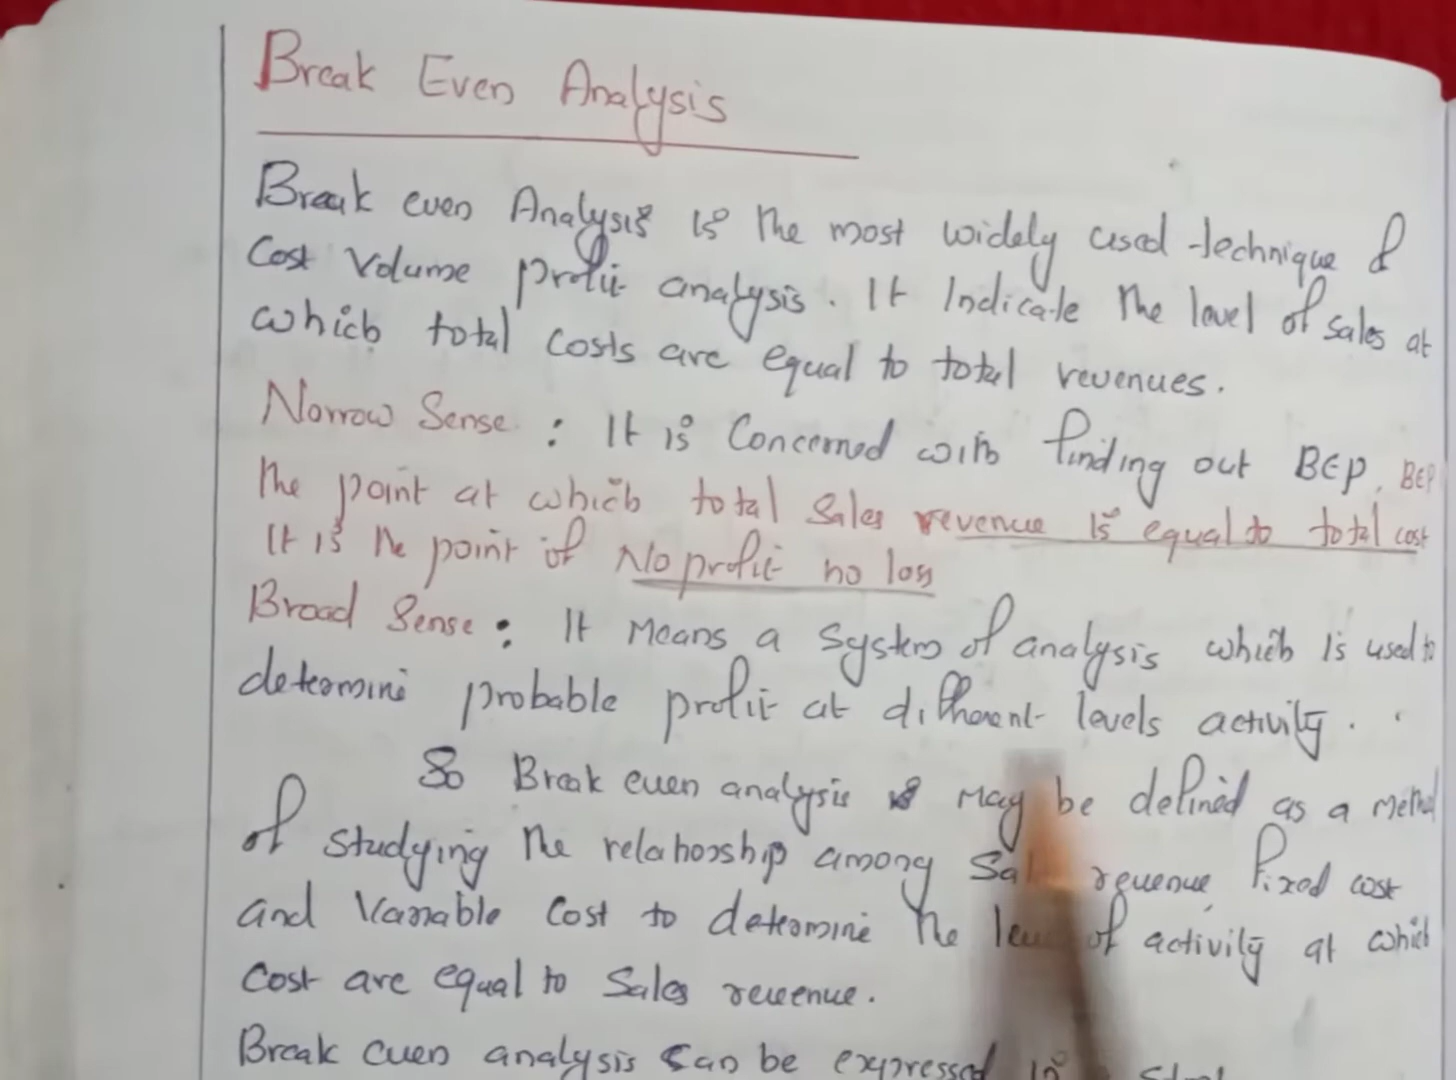 Break Even Analysis
Break even Analysis is the most widely used technique of
Cost Volume profit analysis. It Indicate the level of sales at
which total costs are equal to total revenues.
Norrow Sense : It is Concerned with finding out BEP. BEP
the point at which total Sales revenue is equal to total cost
It is the point of No profit no loss
Broad Sense : It Means a System of analysis which is used to
determine probable profit at different levels activity.
So Break even analysis may be defined as a method
of studying the relationship among Sales revenue, fixed cost
and Variable Cost to determine the level of activity at which
Cost are equal to Sales revenue.
Break even analysis can be expressed in